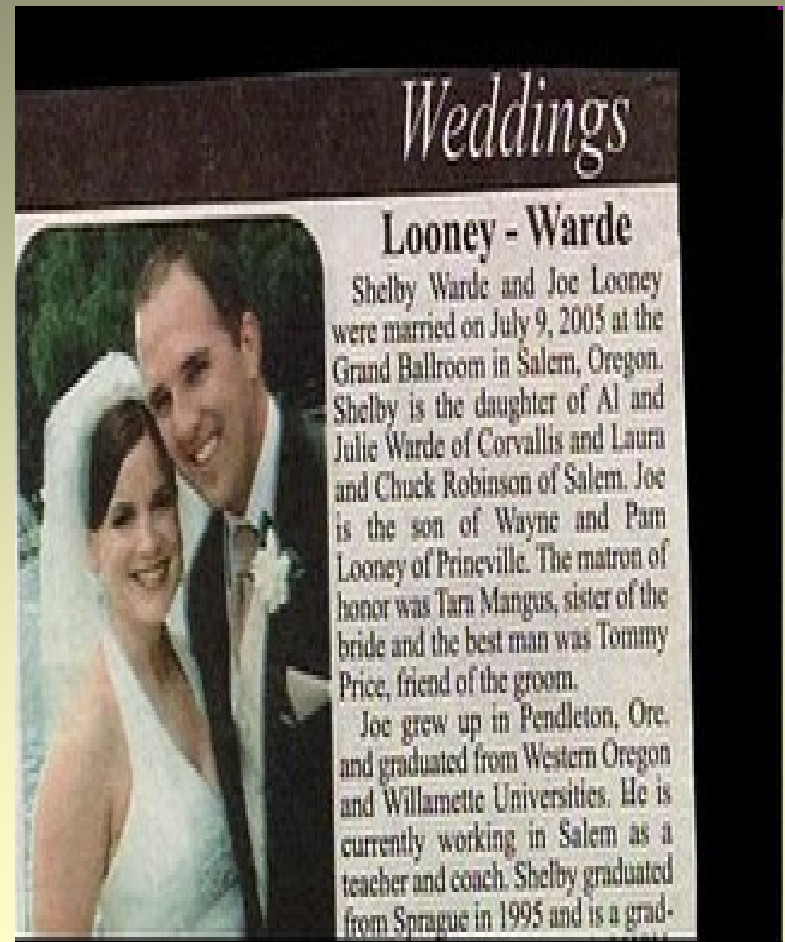 Weddings
Looney - Warde
Shelby Warde and Joe Looney
were married on July 9, 2005 at the
Grand Ballroom in Salem, Oregon.
Shelby is the daughter of Al and
Julie Warde of Corvallis and Laura
and Chuck Robinson of Salem. Joe
is the son of Wayne and Pam
Looney of Prineville. The matron of
honor was Tara Mangus, sister of the
bride and the best man was Tommy
Price, friend of the groom.
Joe grew up in Pendleton, Ore.
and graduated from Western Oregon
and Willamette Universities. He is
currently working in Salem as a
teacher and coach. Shelby graduated
from Sprague in 1995 and is a grad-